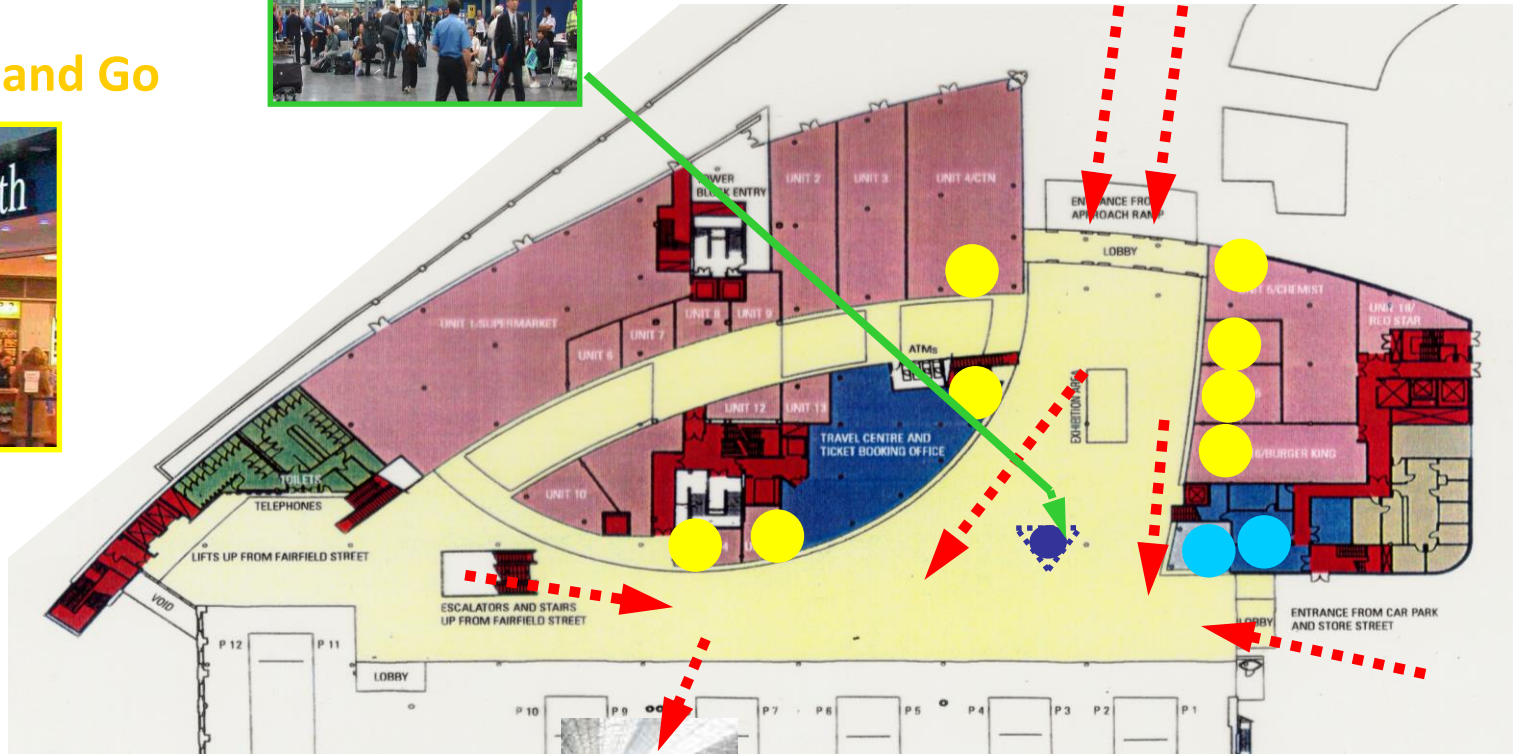 and Go
th
TOWER
BLOCK ENTRY
UNIT 2
UNIT 3
UNIT 4/CTN
ENTRANCE FROM
APPROACH RAMP
LOBBY
UNIT 5/CHEMIST
UNIT 18/
RED STAR
UNIT 1/SUPERMARKET
UNIT 6
UNIT 7
UNIT 8
UNIT 9
ATMs
EXHIBITION AREA
UNIT 12
UNIT 13
TRAVEL CENTRE AND
TICKET BOOKING OFFICE
6/BURGER KING
TOILETS
TELEPHONES
UNIT 10
LIFTS UP FROM FAIRFIELD STREET
VOID
ESCALATORS AND STAIRS
UP FROM FAIRFIELD STREET
ENTRANCE FROM CAR PARK
AND STORE STREET
LOBBY
P 12
P 11
LOBBY
P 10
P 9
P 7
P 6
P 5
P 4
P 3
P 2
P 1